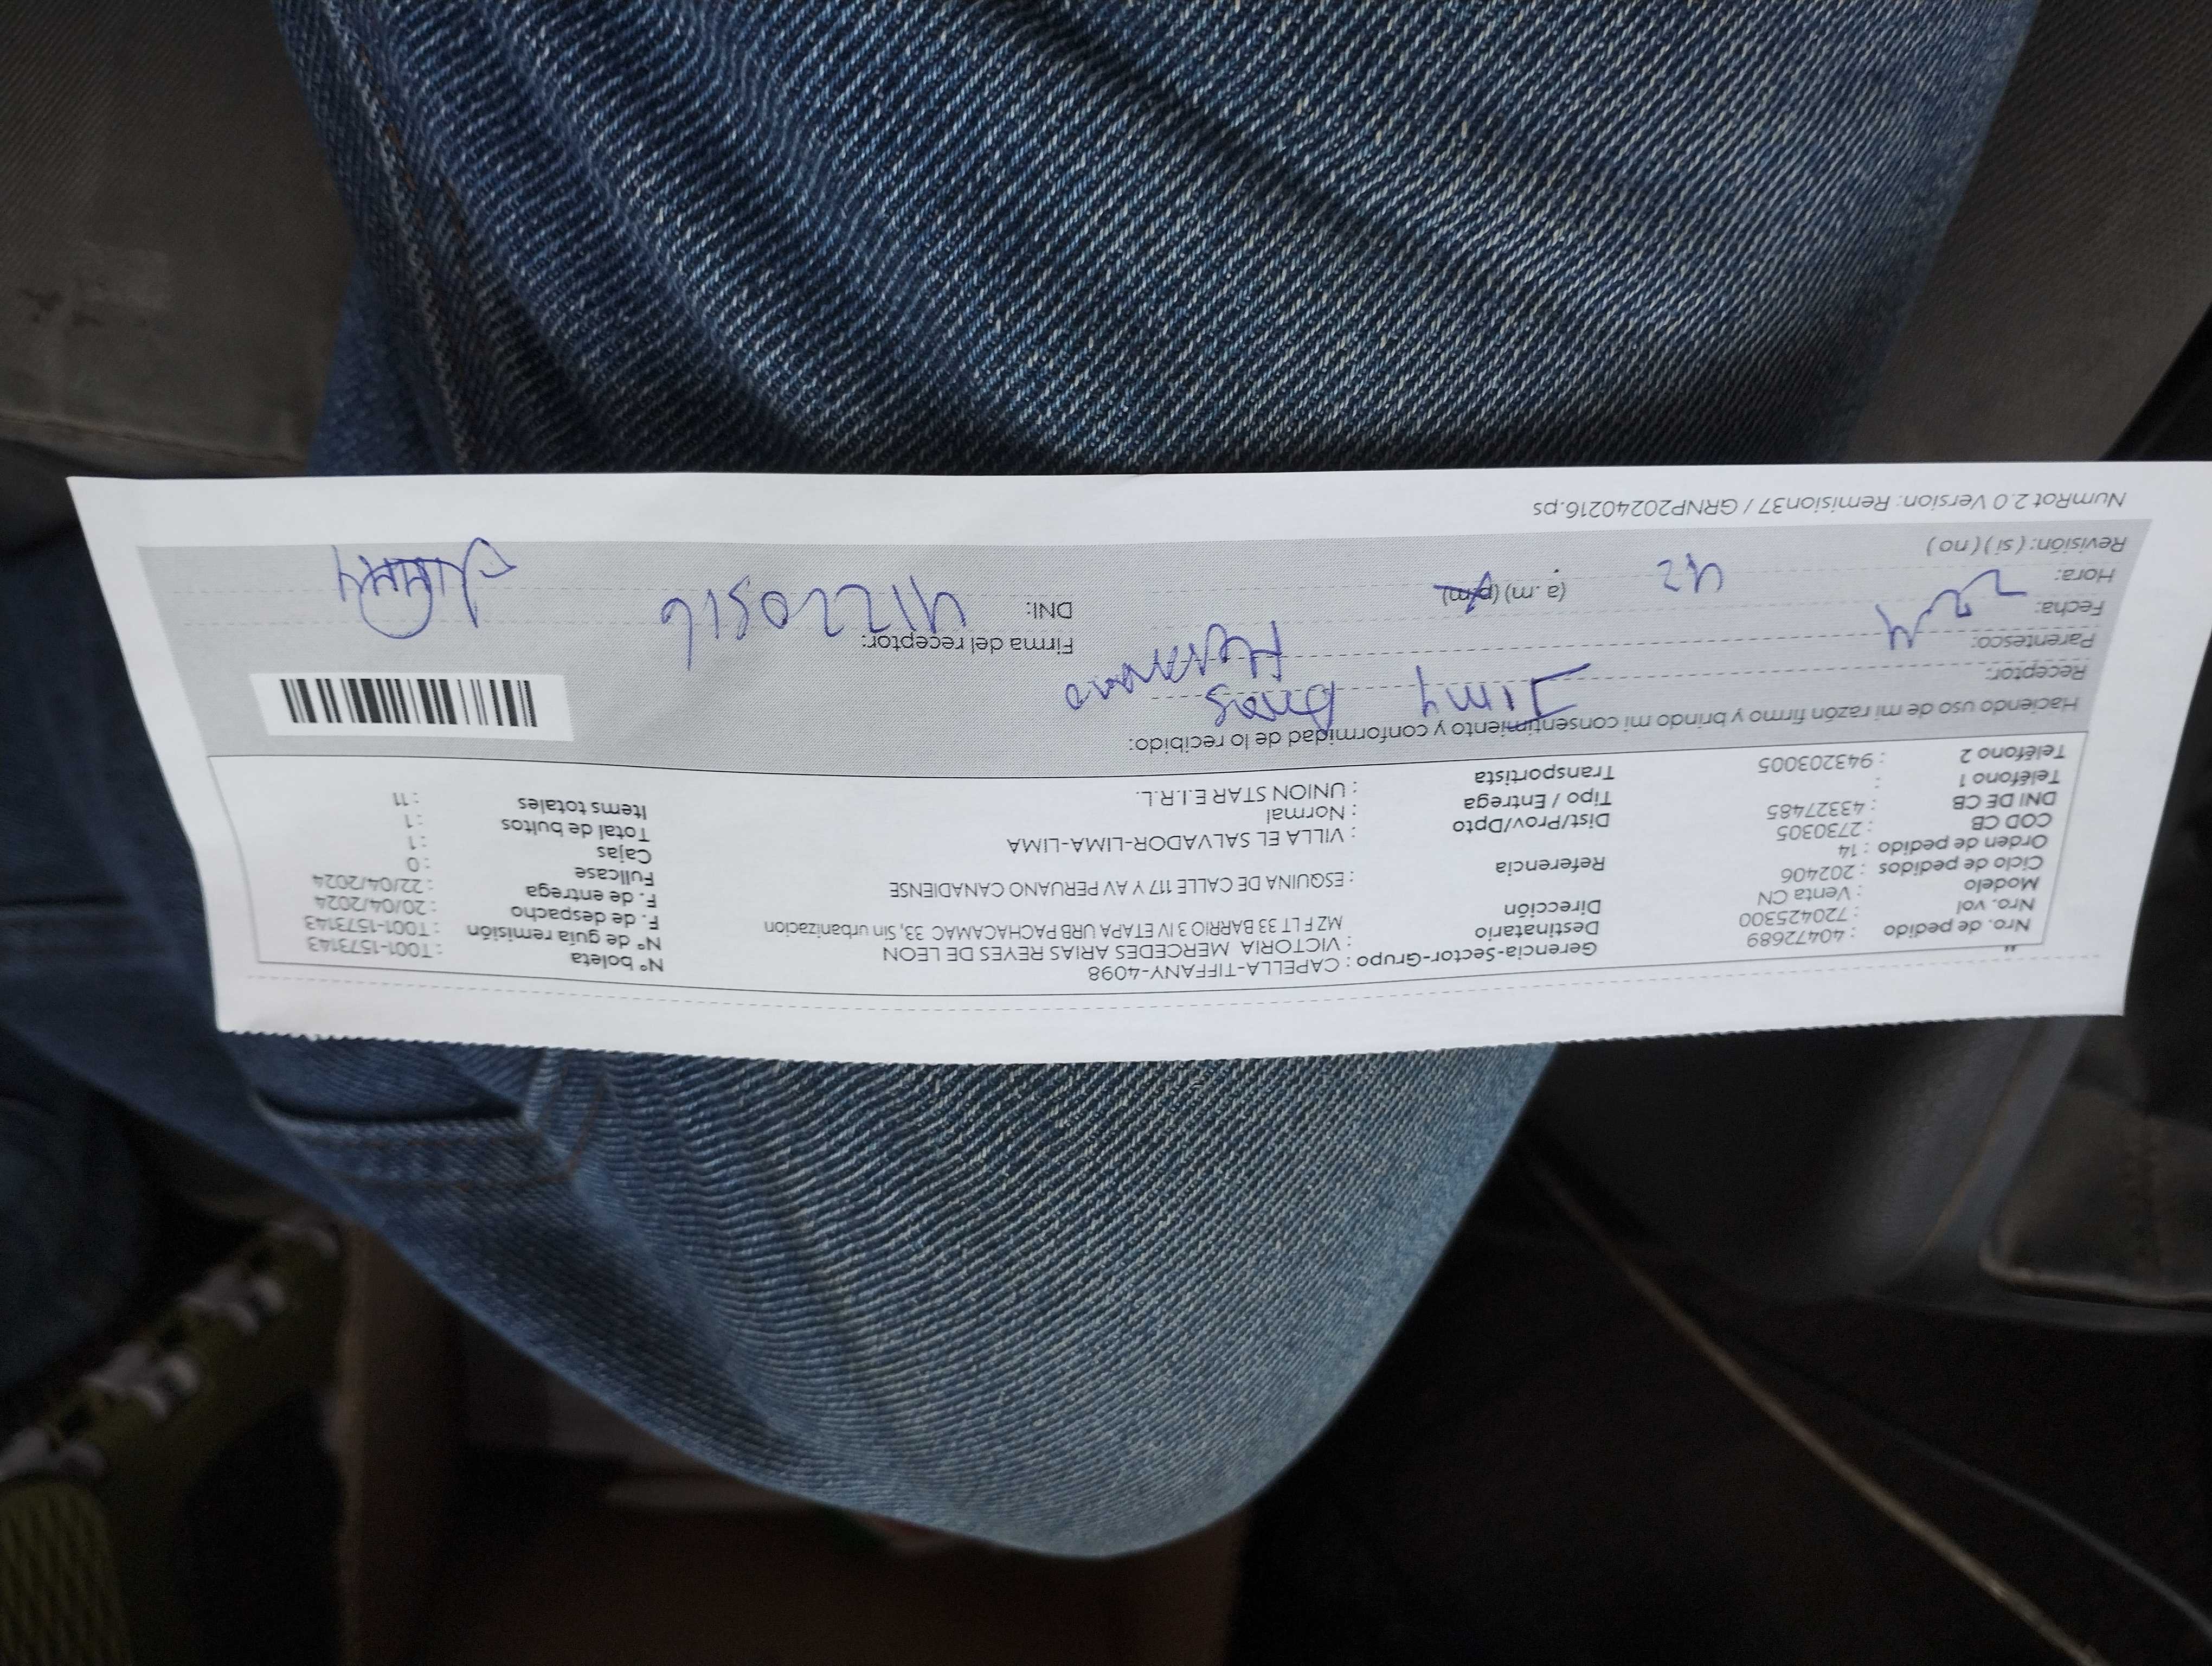 Nro. de pedido : 40472689
Nro. vol : 720425300
Modelo : Venta CN
Ciclo de pedidos : 202406
Orden de pedido : 14
COD CB : 2730305
DNI DE CB : 43327485
Teléfono 1 :
Teléfono 2 : 943203005
Gerencia-Sector-Grupo : CAPELLA-TIFFANY-4098
Destinatario : VICTORIA MERCEDES ARIAS REYES DE LEON
Dirección MZ F LT 33 BARRIO 3 IV ETAPA URB PACHACAMAC 33, Sin urbanizacion
Referencia : ESQUINA DE CALLE 117 Y AV PERUANO CANADIENSE
Dist/Prov/Dpto : VILLA EL SALVADOR-LIMA-LIMA
Tipo / Entrega : Normal
Transportista : UNION STAR E.I.R.L.
N° boleta : T001-1573143
N° de guia remisión : T001-1573143
F. de despacho : 20/04/2024
F. de entrega : 22/04/2024
Fullcase : 0
Cajas : 1
Total de bultos : 1
Items totales : 11
Haciendo uso de mi razón firmo y brindo mi consentimiento y conformidad de lo recibido:
Receptor: Jimy
Parentesco: Hermano
Fecha:
Hora: (a. m) (p.m)
Revisión: ( si ) ( no )
Firma del receptor:
DNI: 41220516
NumRot 2.0 Version: Remision37 / GRNP20240216.ps